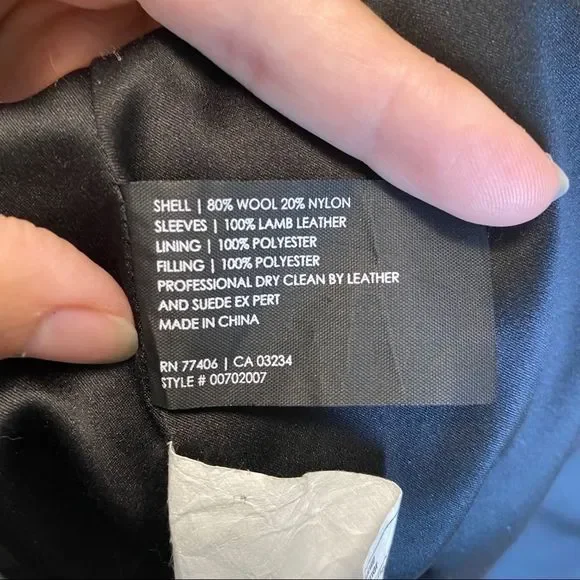 SHELL | 80% WOOL 20% NYLON
SLEEVES | 100% LAMB LEATHER
LINING | 100% POLYESTER
FILLING | 100% POLYESTER
PROFESSIONAL DRY CLEAN BY LEATHER
AND SUEDE EX PERT
MADE IN CHINA
RN 77406 | CA 03234
STYLE # 00702007